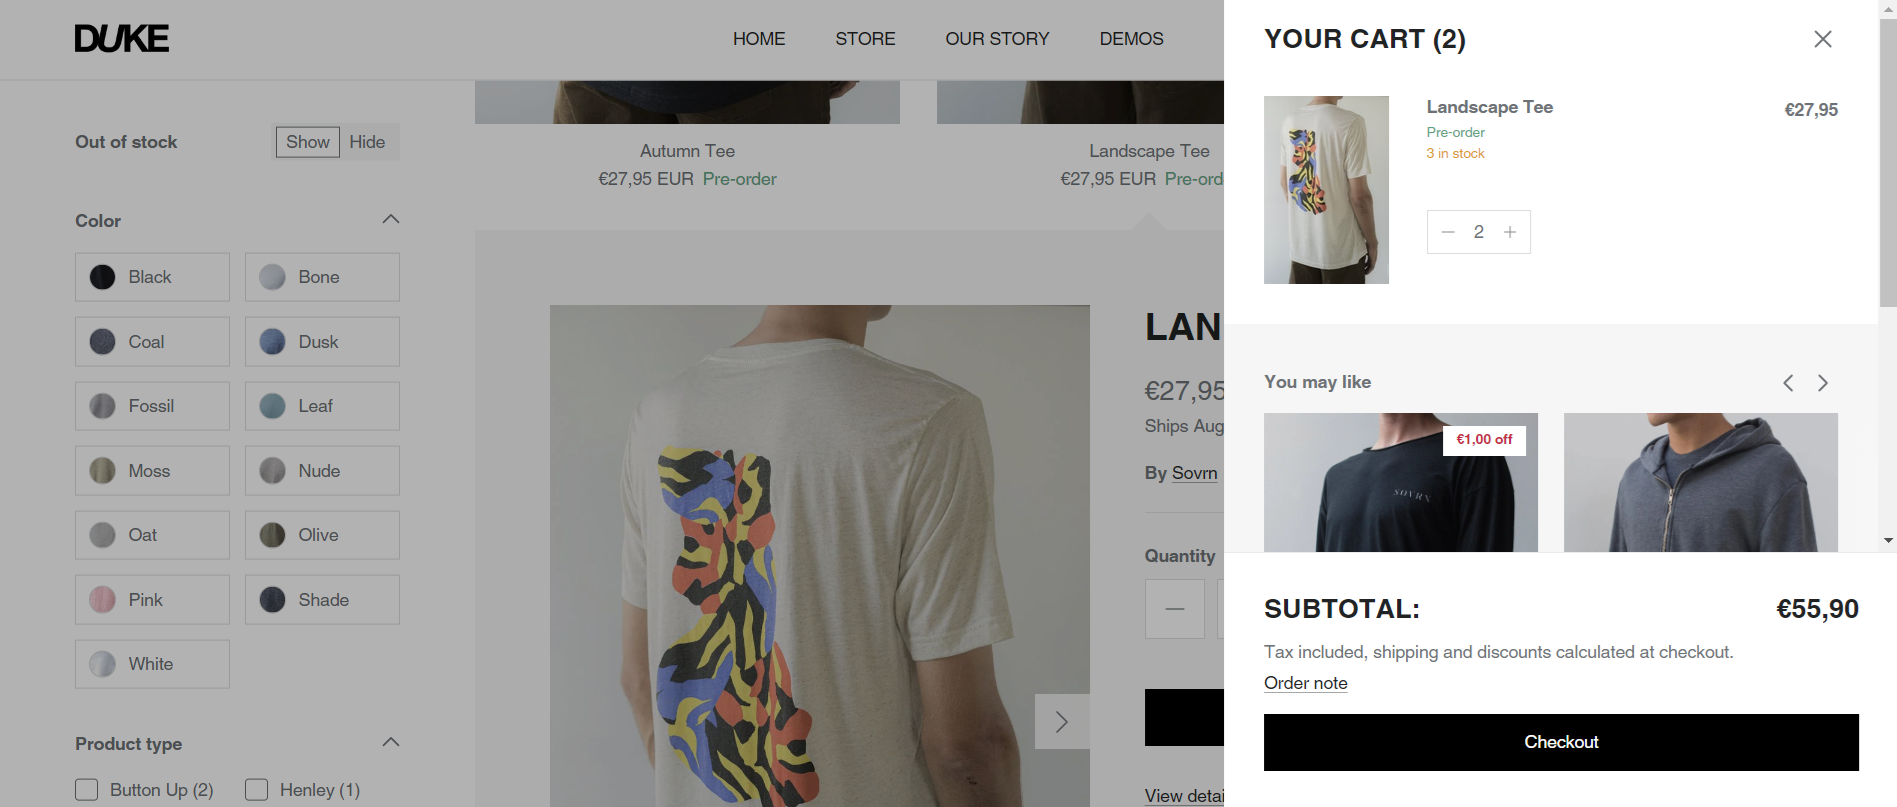 DUKE
HOME
STORE
OUR STORY
DEMOS
Out of stock
Show
Hide
Color
Black
Bone
Coal
Dusk
Fossil
Leaf
Moss
Nude
Oat
Olive
Pink
Shade
White
Product type
Button Up (2)
Henley (1)
Autumn Tee
€27,95 EUR Pre-order
Landscape Tee
€27,95 EUR Pre-ord
LAN
€27,95
Ships Aug
By Sovrn
Quantity
View detai
YOUR CART (2)
Landscape Tee
€27,95
Pre-order
3 in stock
2
You may like
€1,00 off
SOVRN
SUBTOTAL:
€55,90
Tax included, shipping and discounts calculated at checkout.
Order note
Checkout